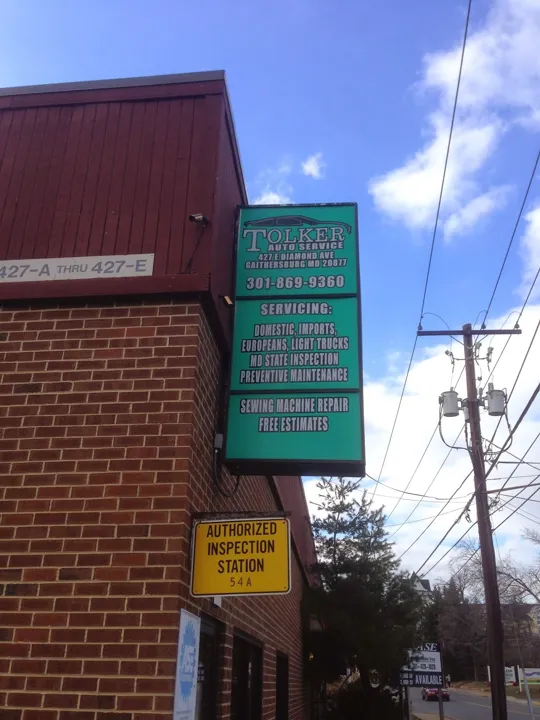 427-A THRU 427-E
TOLKER
AUTO SERVICE
427 E DIAMOND AVE
GAITHERSBURG MD 20877
301-869-9360
SERVICING:
DOMESTIC, IMPORTS,
EUROPEANS, LIGHT TRUCKS
MD STATE INSPECTION
PREVENTIVE MAINTENANCE
SEWING MACHINE REPAIR
FREE ESTIMATES
AUTHORIZED
INSPECTION
STATION
54A
ASE
AVAILABLE